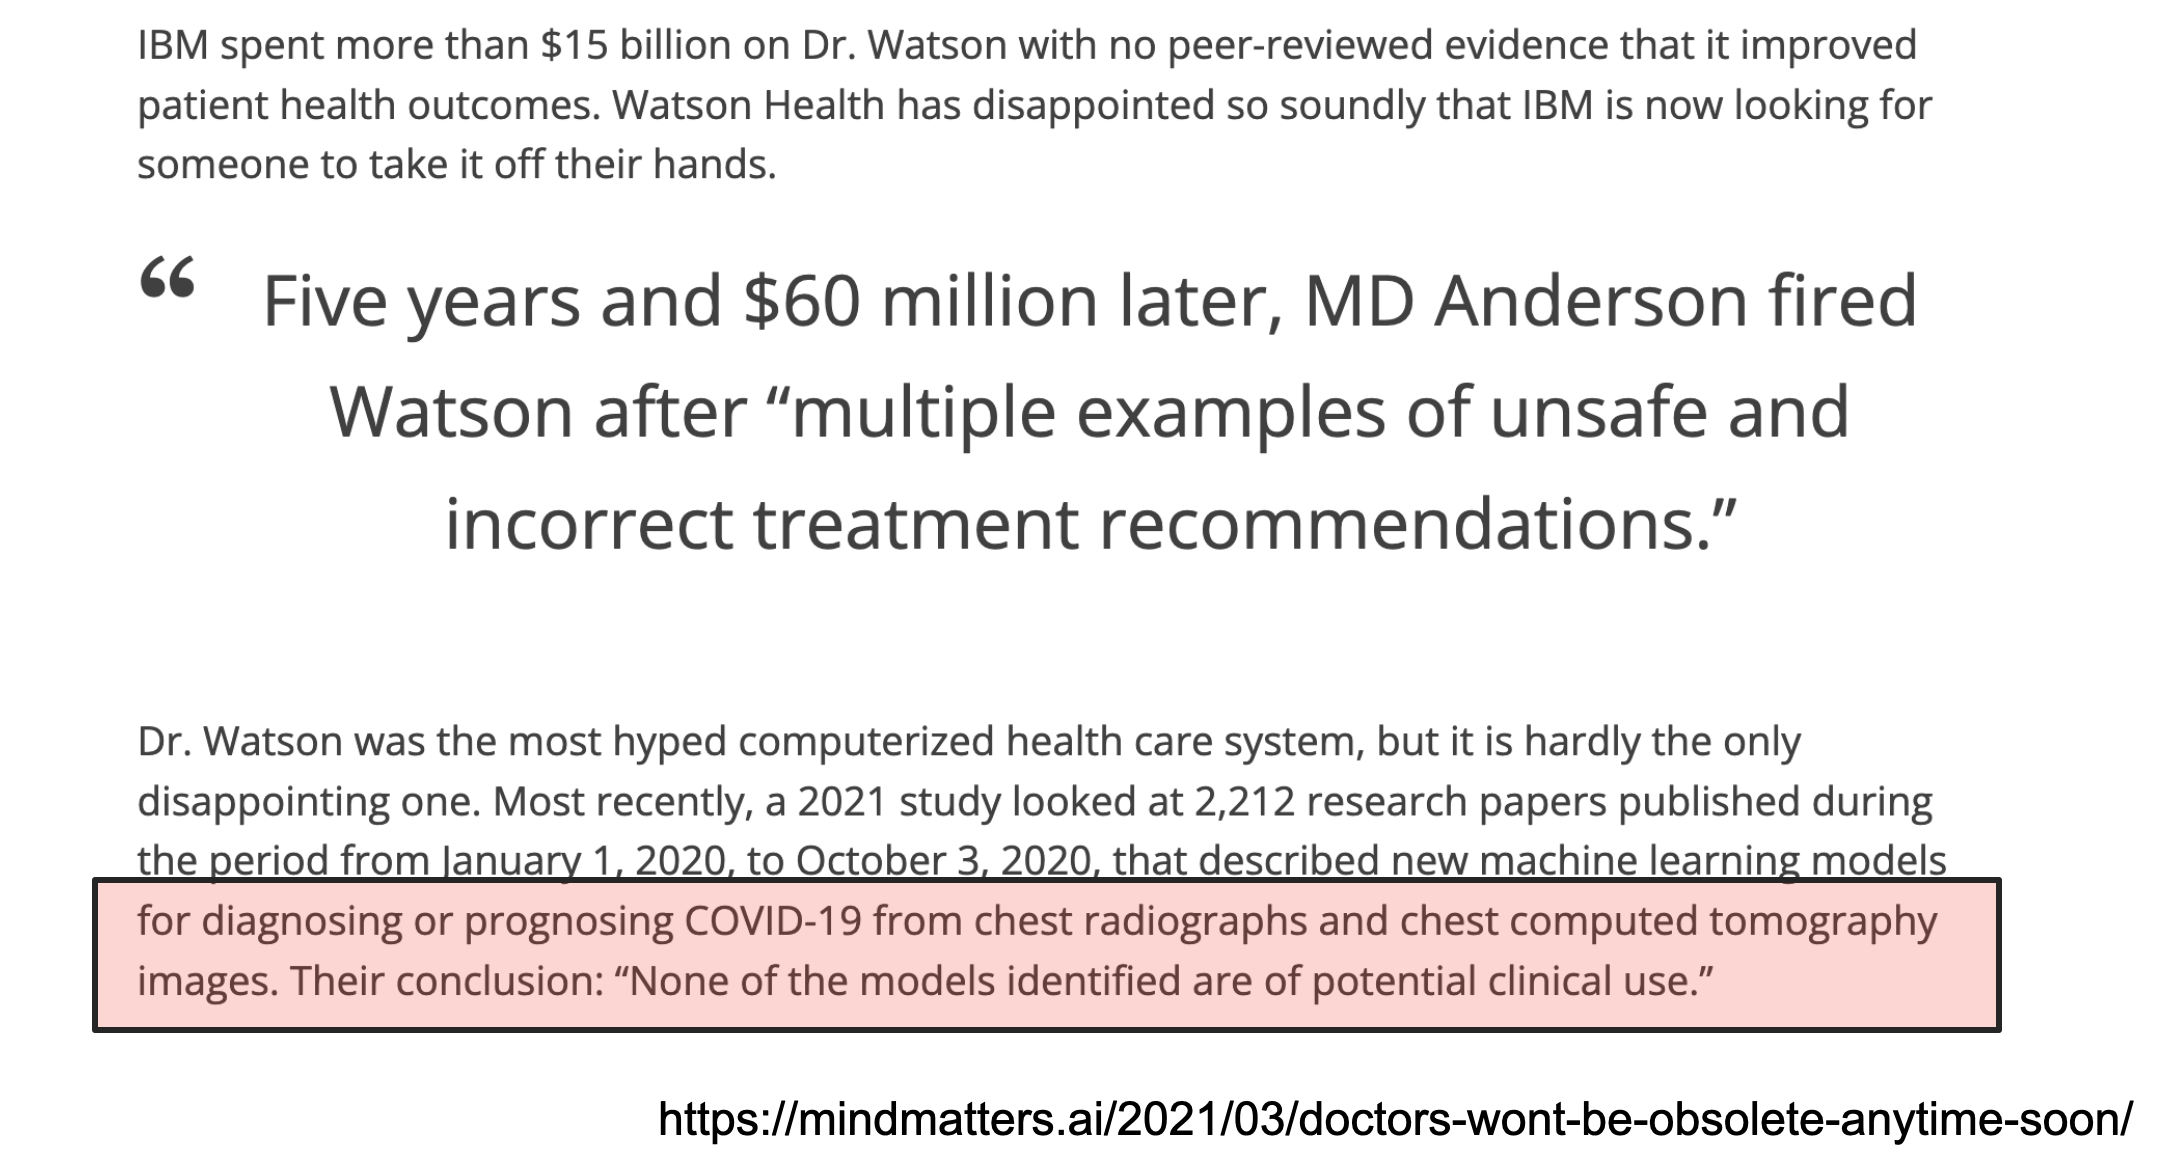 IBM spent more than $15 billion on Dr. Watson with no peer-reviewed evidence that it improved
patient health outcomes. Watson Health has disappointed so soundly that IBM is now looking for
someone to take it off their hands.
“ Five years and $60 million later, MD Anderson fired
Watson after “multiple examples of unsafe and
incorrect treatment recommendations.”
Dr. Watson was the most hyped computerized health care system, but it is hardly the only
disappointing one. Most recently, a 2021 study looked at 2,212 research papers published during
the period from January 1, 2020, to October 3, 2020, that described new machine learning models
for diagnosing or prognosing COVID-19 from chest radiographs and chest computed tomography
images. Their conclusion: “None of the models identified are of potential clinical use.”
https://mindmatters.ai/2021/03/doctors-wont-be-obsolete-anytime-soon/